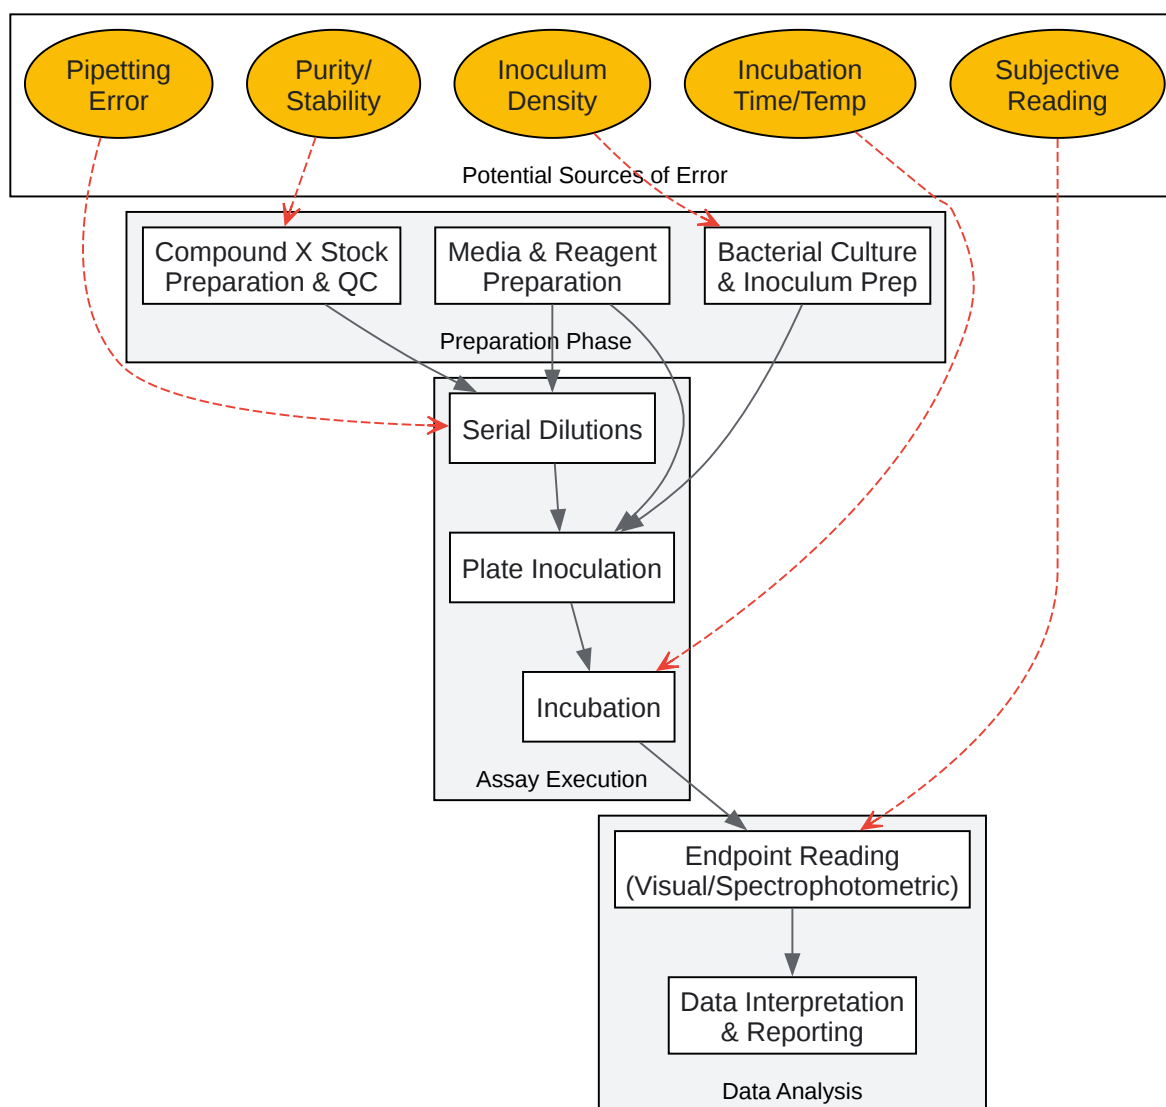 Pipetting
Error
Purity/
Stability
Inoculum
Density
Incubation
Time/Temp
Subjective
Reading
Potential Sources of Error
Compound X Stock
Preparation & QC
Media & Reagent
Preparation
Bacterial Culture
& Inoculum Prep
Preparation Phase
Serial Dilutions
Plate Inoculation
Incubation
Assay Execution
Endpoint Reading
(Visual/Spectrophotometric)
Data Interpretation
& Reporting
Data Analysis